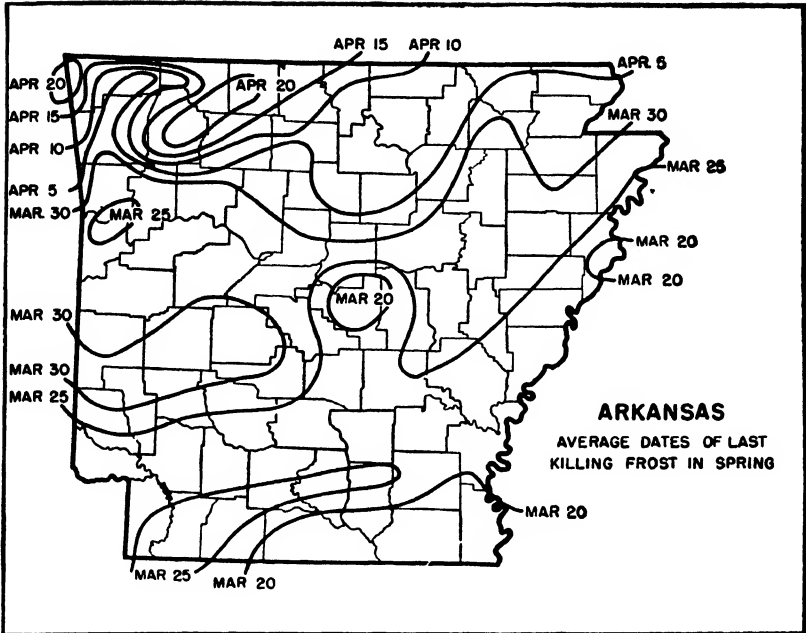 APR 15
APR 10
APR. 5
APR 20
APR 20
MAR 30
APR 15
APR 10
MAR 25
APR 5
MAR. 30
MAR 25
MAR 20
MAR 20
MAR 20
MAR 30
MAR 30
MAR 25
ARKANSAS
AVERAGE DATES OF LAST
KILLING FROST IN SPRING
MAR 20
MAR 25
MAR 20